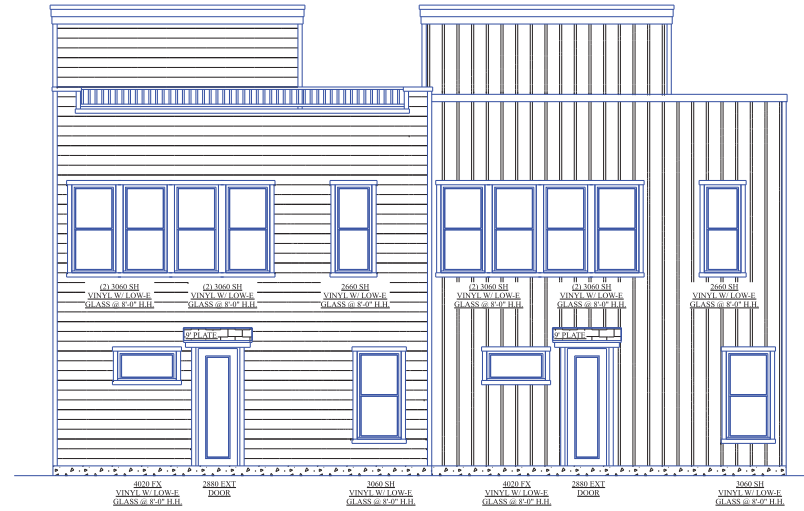 (2) 3060 SH
VINYL W/ LOW-E
GLASS @ 8'-0" H.H.
(2) 3060 SH
VINYL W/ LOW-E
GLASS @ 8'-0" H.H.
2660 SH
VINYL W/ LOW-E
GLASS @ 8'-0" H.H.
(2) 3060 SH
VINYL W/ LOW-E
GLASS @ 8'-0" H.H.
(2) 3060 SH
VINYL W/ LOW-E
GLASS @ 8'-0" H.H.
2660 SH
VINYL W/ LOW-E
GLASS @ 8'-0" H.H.
9' PLATE
9' PLATE
4020 FX
VINYL W/ LOW-E
GLASS @ 8'-0" H.H.
2880 EXT
DOOR
3060 SH
VINYL W/ LOW-E
GLASS @ 8'-0" H.H.
4020 FX
VINYL W/ LOW-E
GLASS @ 8'-0" H.H.
2880 EXT
DOOR
3060 SH
VINYL W/ LOW-E
GLASS @ 8'-0" H.H.